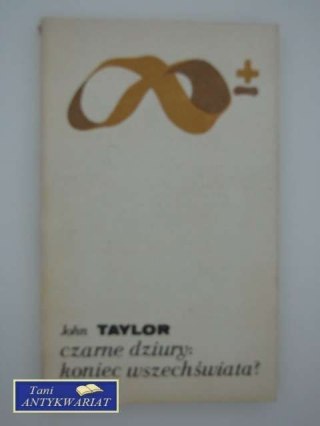 ±
John TAYLOR
czarne dziury:
koniec wszechświata?
Tani
ANTYKWARIAT